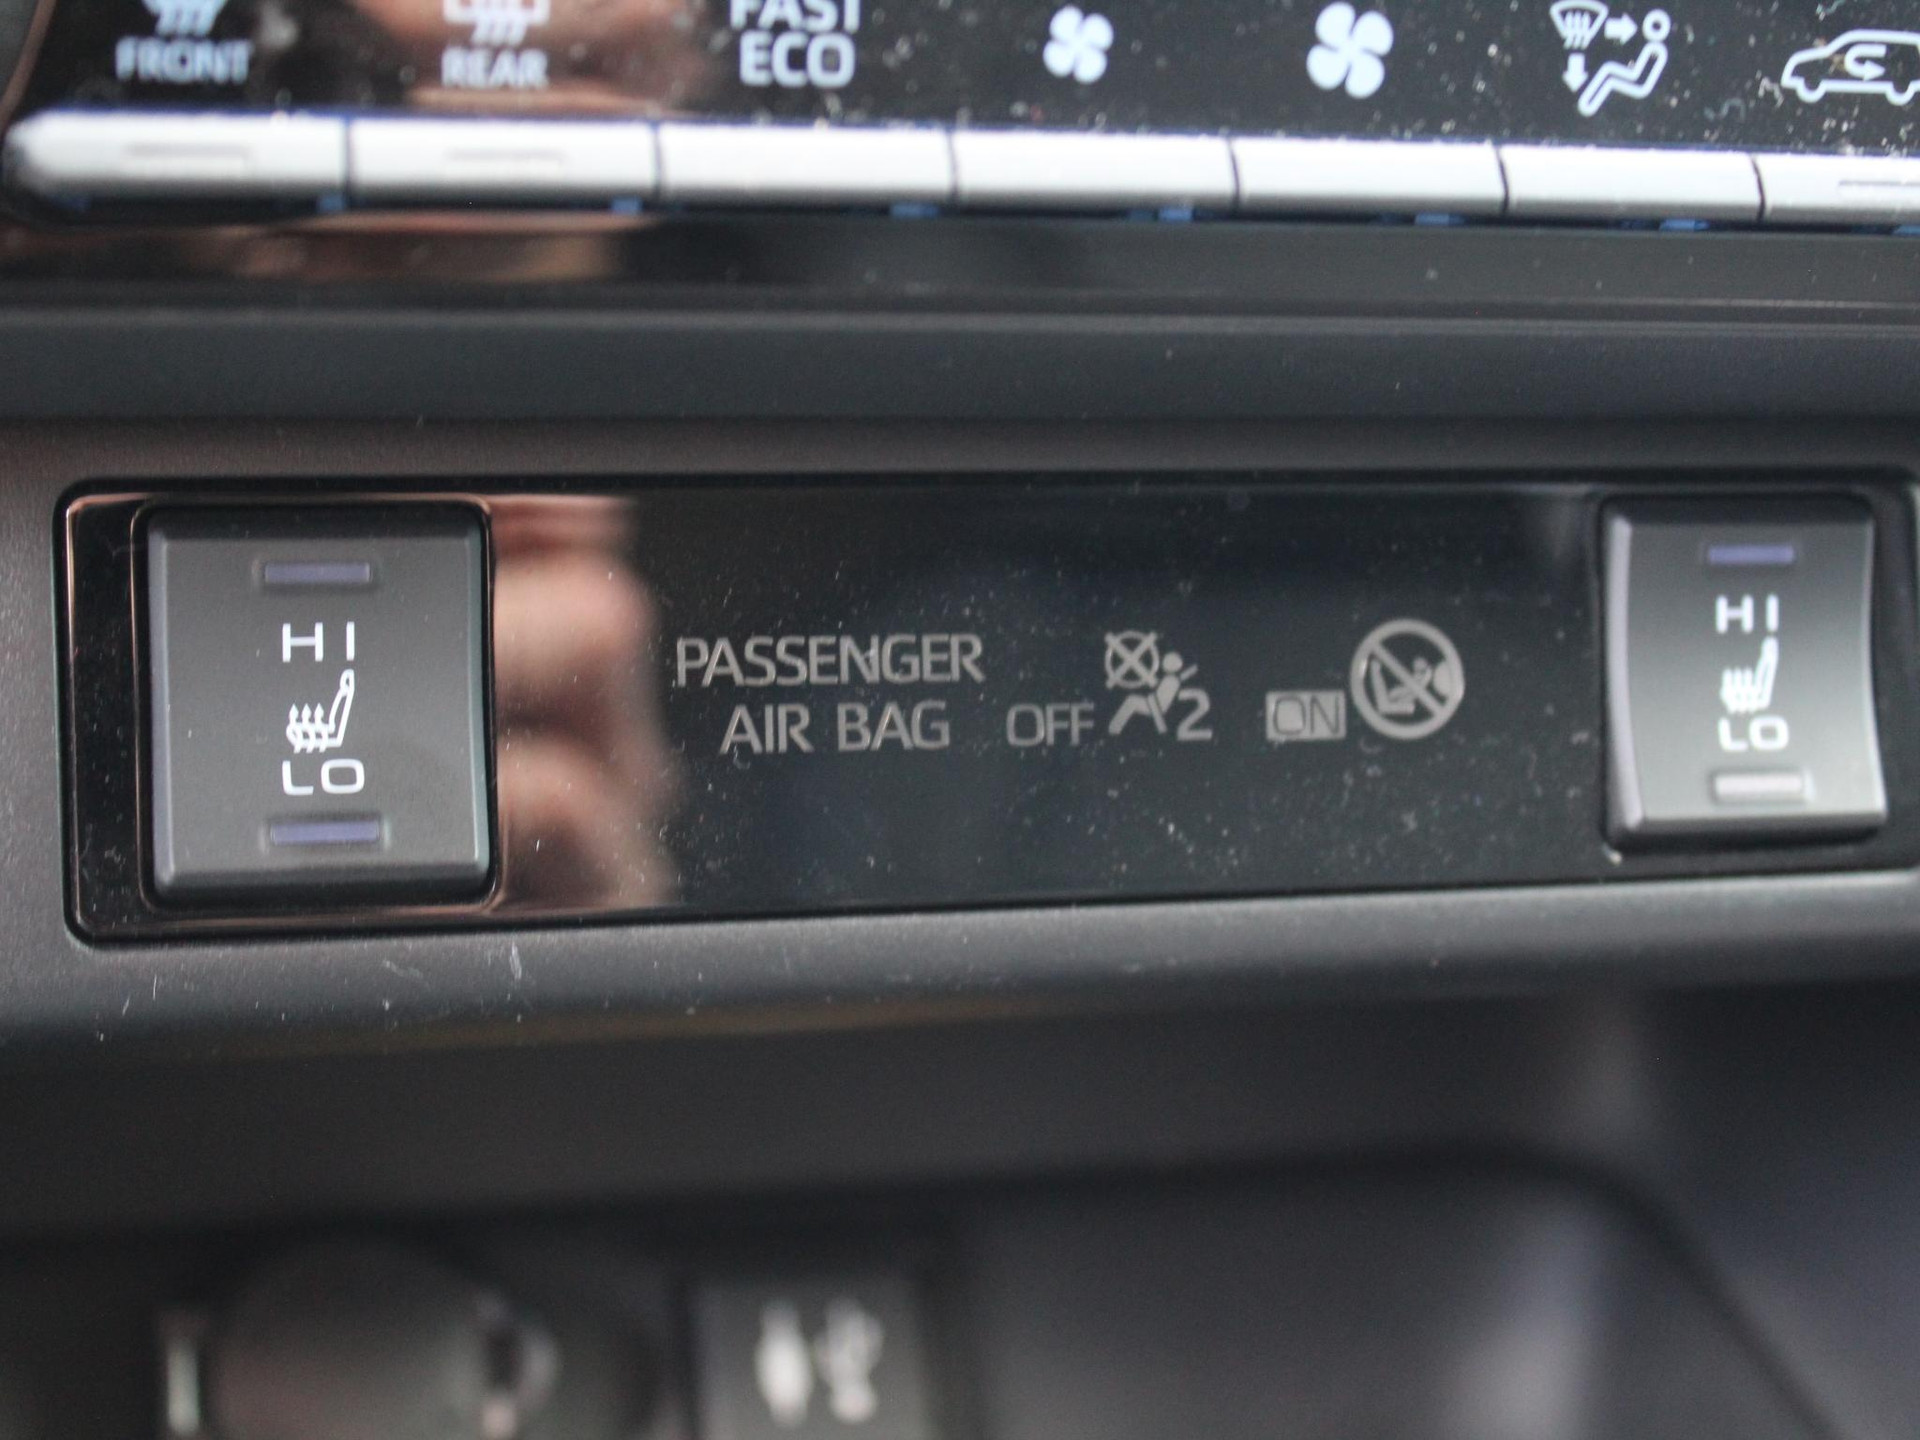 FRONT
REAR
FAST
ECO
HI
LO
PASSENGER
AIR BAG OFF 2 ON
HI
LO